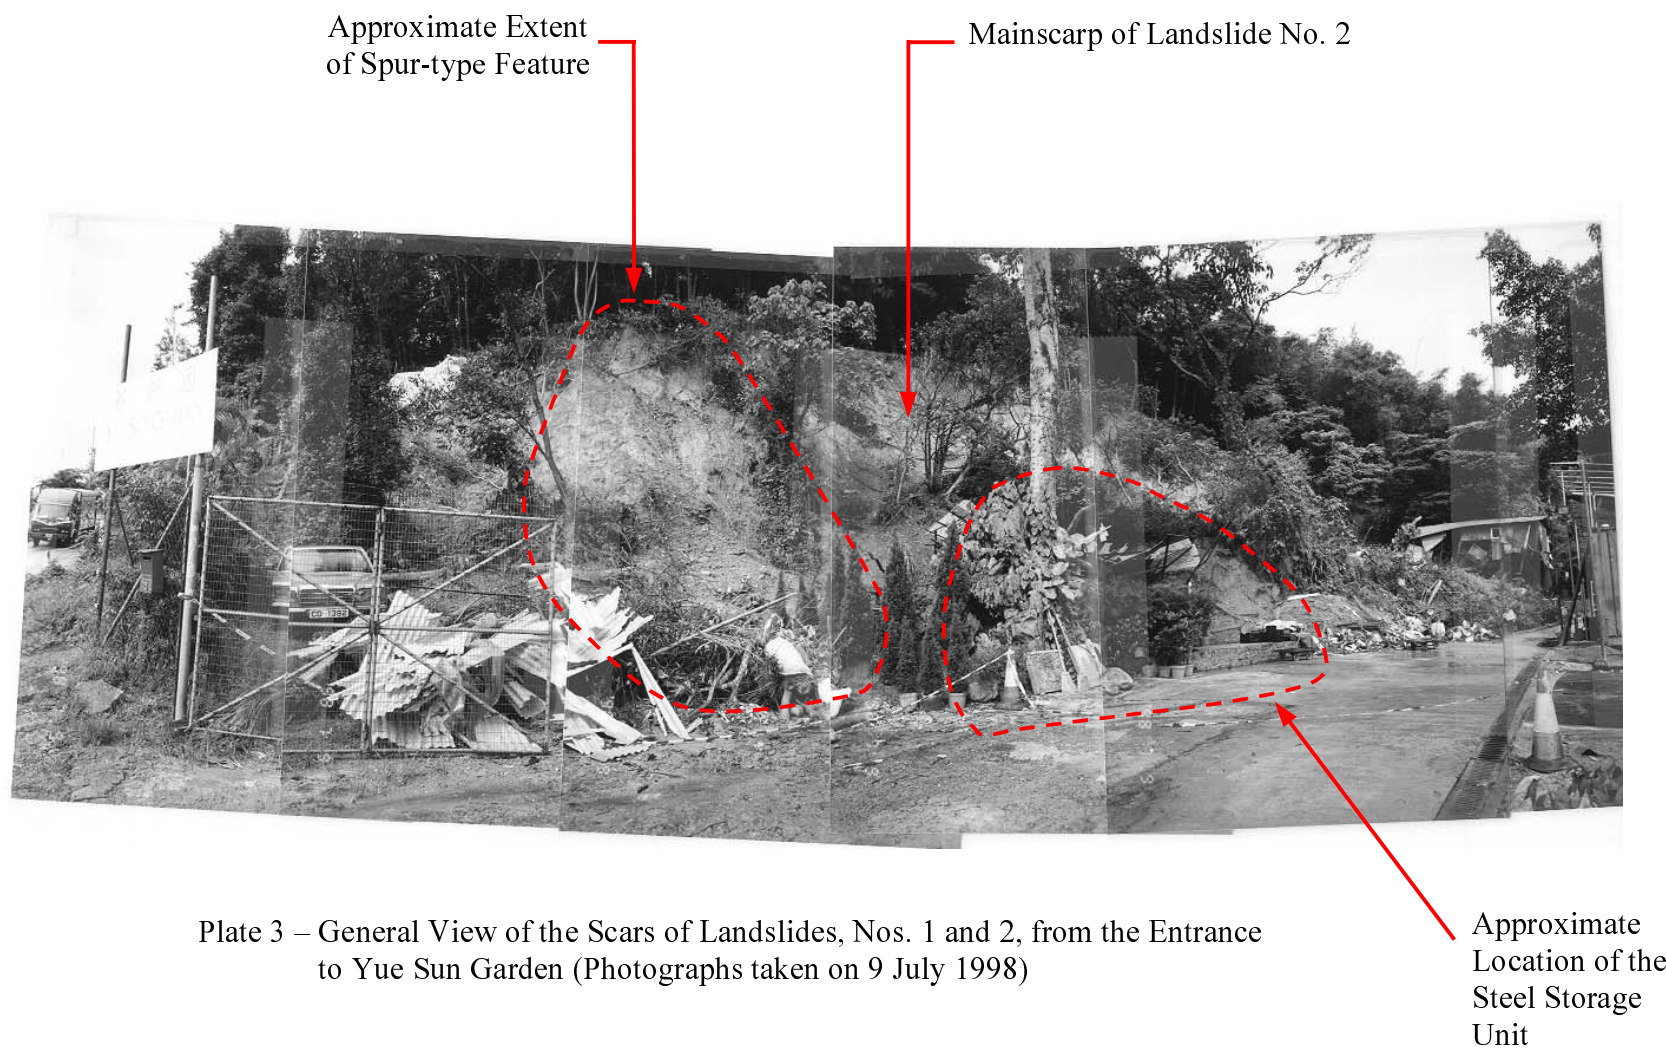 Approximate Extent
of Spur-type Feature
Mainscarp of Landslide No. 2
Plate 3 – General View of the Scars of Landslides, Nos. 1 and 2, from the Entrance
to Yue Sun Garden (Photographs taken on 9 July 1998)
Approximate
Location of the
Steel Storage
Unit